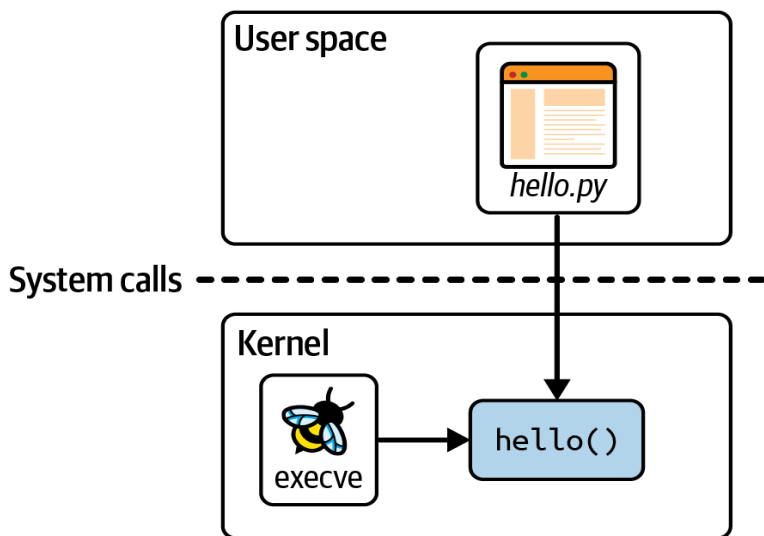 User space
hello.py
System calls
Kernel
execve
hello()